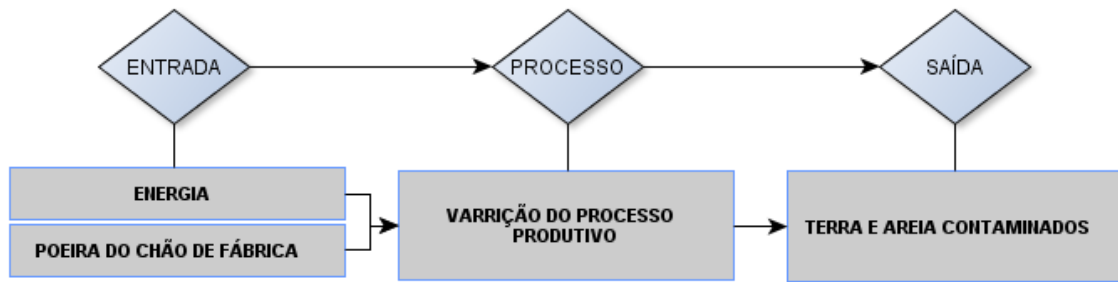 ENTRADA
PROCESSO
SAÍDA
ENERGIA
POEIRA DO CHÃO DE FÁBRICA
VARRIÇÃO DO PROCESSO
PRODUTIVO
TERRA E AREIA CONTAMINADOS